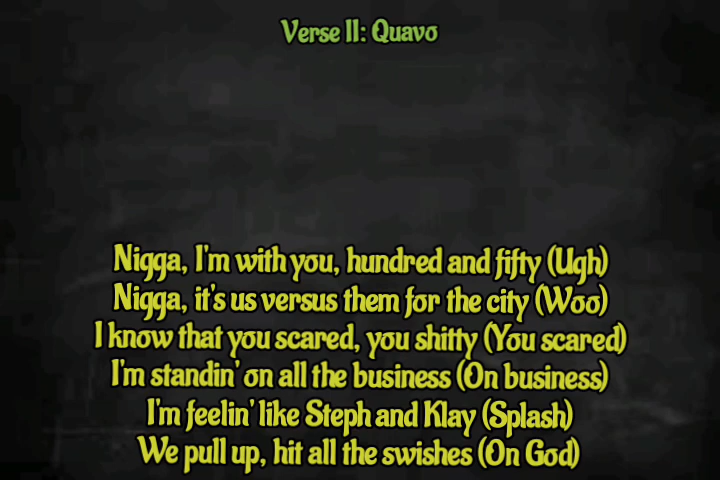 Verse II: Quavo
Nigga, I'm with you, hundred and fifty (Ugh)
Nigga, it's us versus them for the city (Woo)
I know that you scared, you shitty (You scared)
I'm standin' on all the business (On business)
I'm feelin' like Steph and Klay (Splash)
We pull up, hit all the swishes (On God)